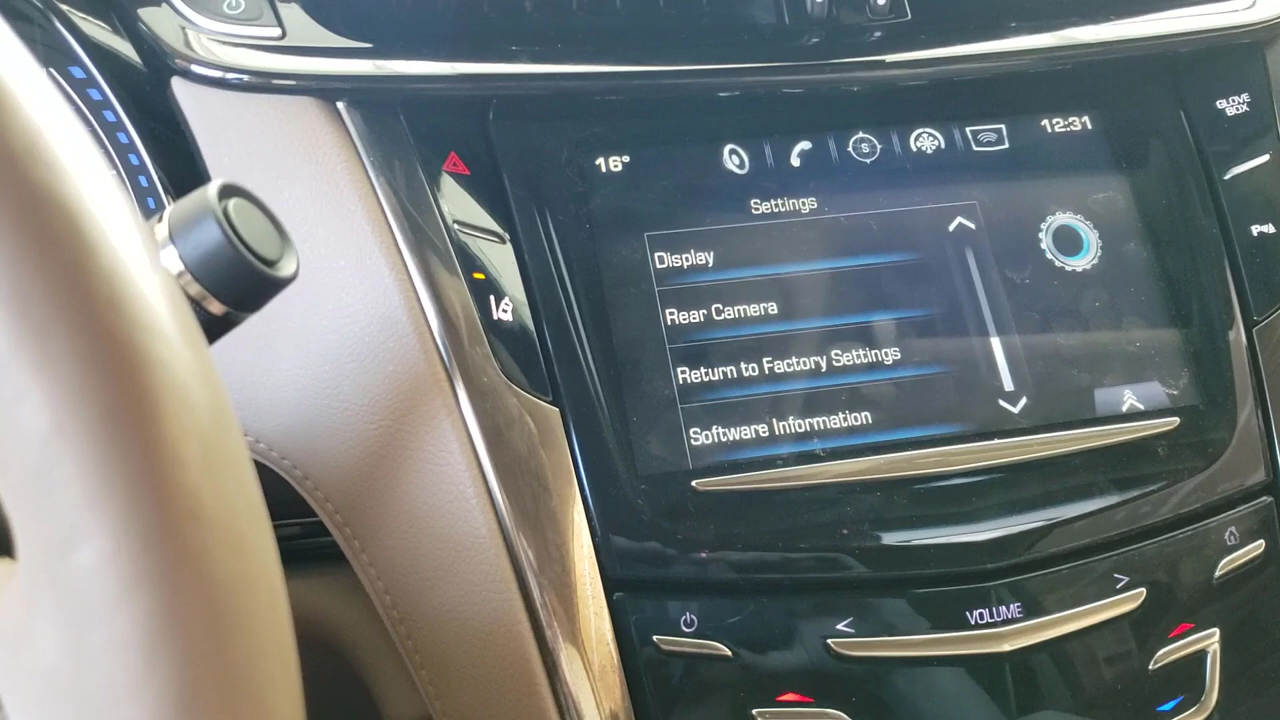 GLOVE
BOX
16°
S
12:31
Settings
Display
Rear Camera
Return to Factory Settings
Software Information
VOLUME